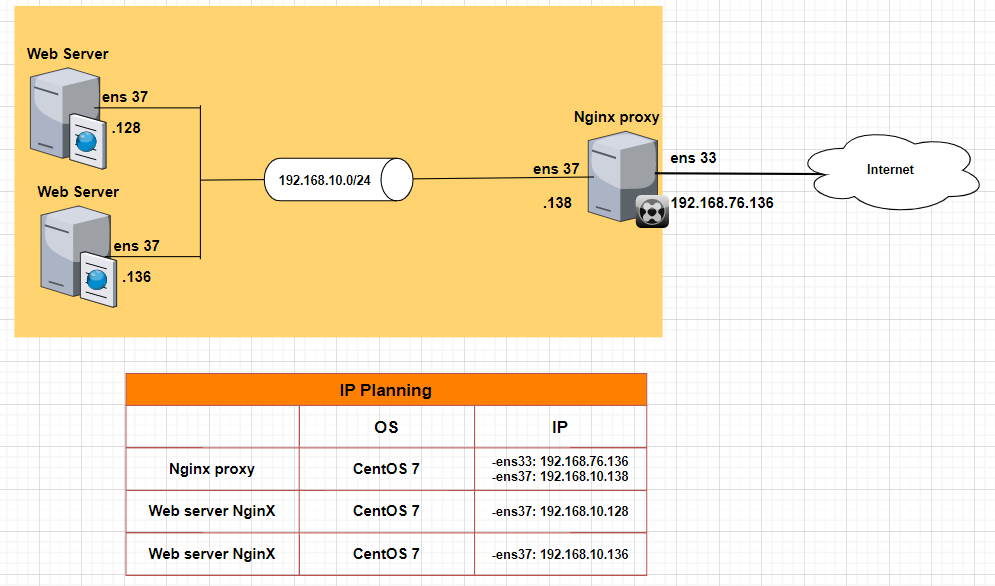 Web Server
ens 37
.128
Web Server
ens 37
.136
192.168.10.0/24
Nginx proxy
ens 37
.138
ens 33
192.168.76.136
Internet
IP Planning
OS IP
Nginx proxy CentOS 7 -ens33: 192.168.76.136
-ens37: 192.168.10.138
Web server NginX CentOS 7 -ens37: 192.168.10.128
Web server NginX CentOS 7 -ens37: 192.168.10.136